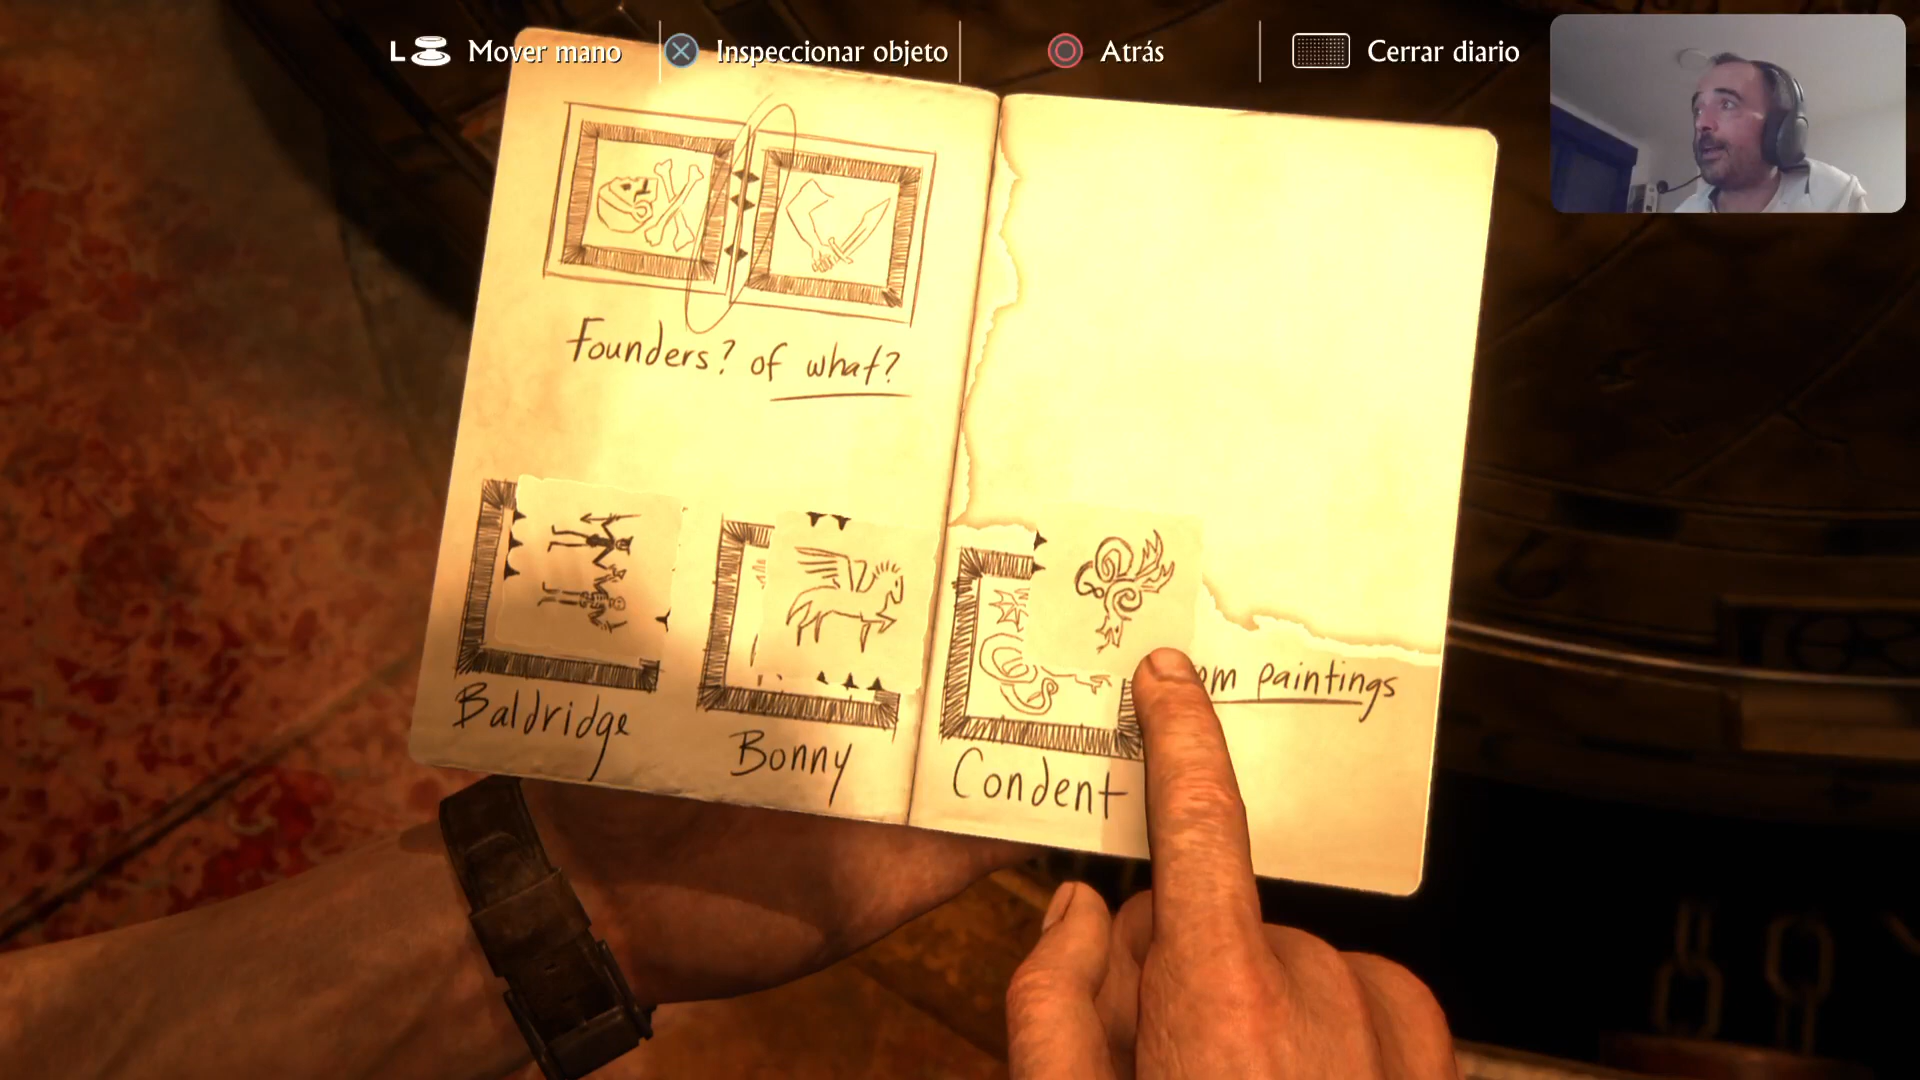 L Mover mano
Inspeccionar objeto
Atrás
Cerrar diario
Founders? of what?
Baldridge
Bonny
Condent
paintings